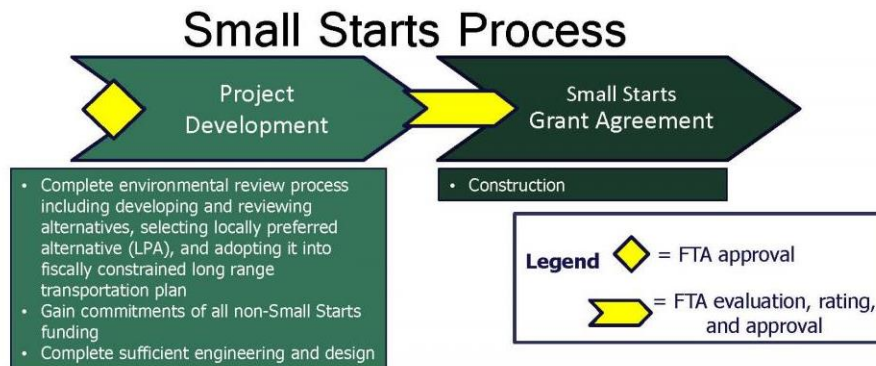 Small Starts Process
Project
Development
Small Starts
Grant Agreement
• Complete environmental review process
including developing and reviewing
alternatives, selecting locally preferred
alternative (LPA), and adopting it into
fiscally constrained long range
transportation plan
• Gain commitments of all non-Small Starts
funding
• Complete sufficient engineering and design
• Construction
Legend
= FTA approval
= FTA evaluation, rating,
and approval